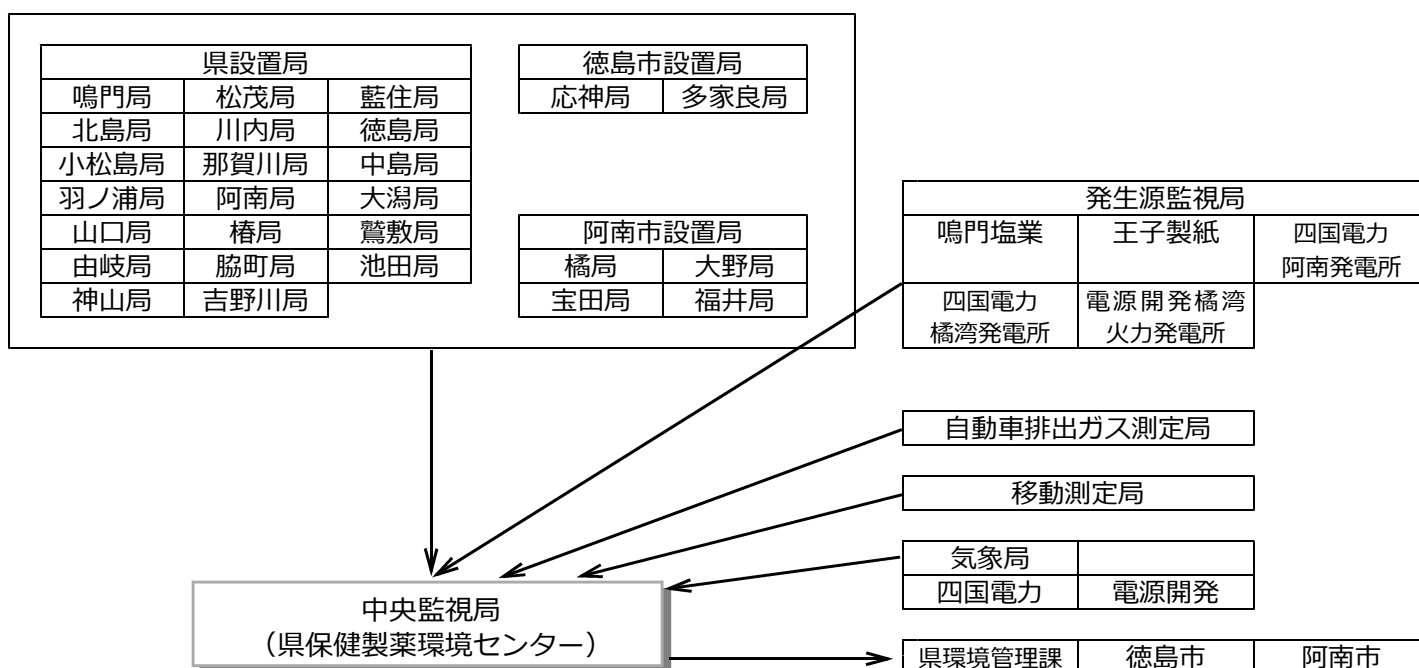 県設置局
鳴門局 松茂局 藍住局
北島局 川内局 徳島局
小松島局 那賀川局 中島局
羽ノ浦局 阿南局 大潟局
山口局 椿局 鷲敷局
由岐局 脇町局 池田局
神山局 吉野川局
徳島市設置局
応神局 多家良局
阿南市設置局
橘局 大野局
宝田局 福井局
発生源監視局
鳴門塩業 王子製紙 四国電力
阿南発電所
四国電力 電源開発橘湾
橘湾発電所 火力発電所
自動車排出ガス測定局
移動測定局
気象局
四国電力 電源開発
中央監視局
（県保健製薬環境センター）
県環境管理課 徳島市 阿南市